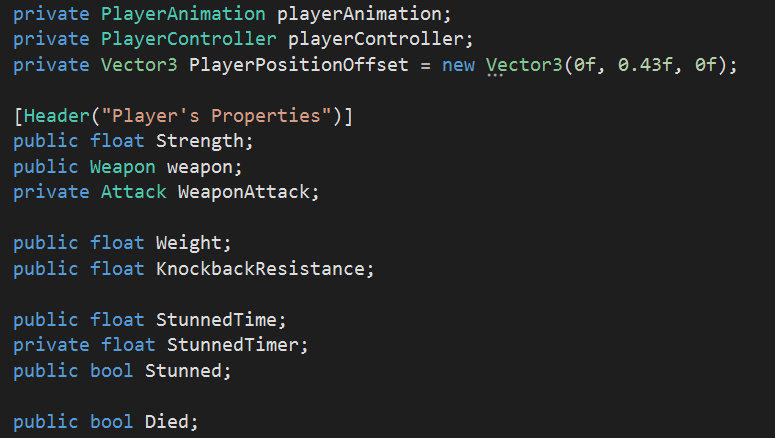 private PlayerAnimation playerAnimation;
private PlayerController playerController;
private Vector3 PlayerPositionOffset = new Vector3(0f, 0.43f, 0f);
[Header("Player's Properties")]
public float Strength;
public Weapon weapon;
private Attack WeaponAttack;
public float Weight;
public float KnockbackResistance;
public float StunnedTime;
private float StunnedTimer;
public bool Stunned;
public bool Died;